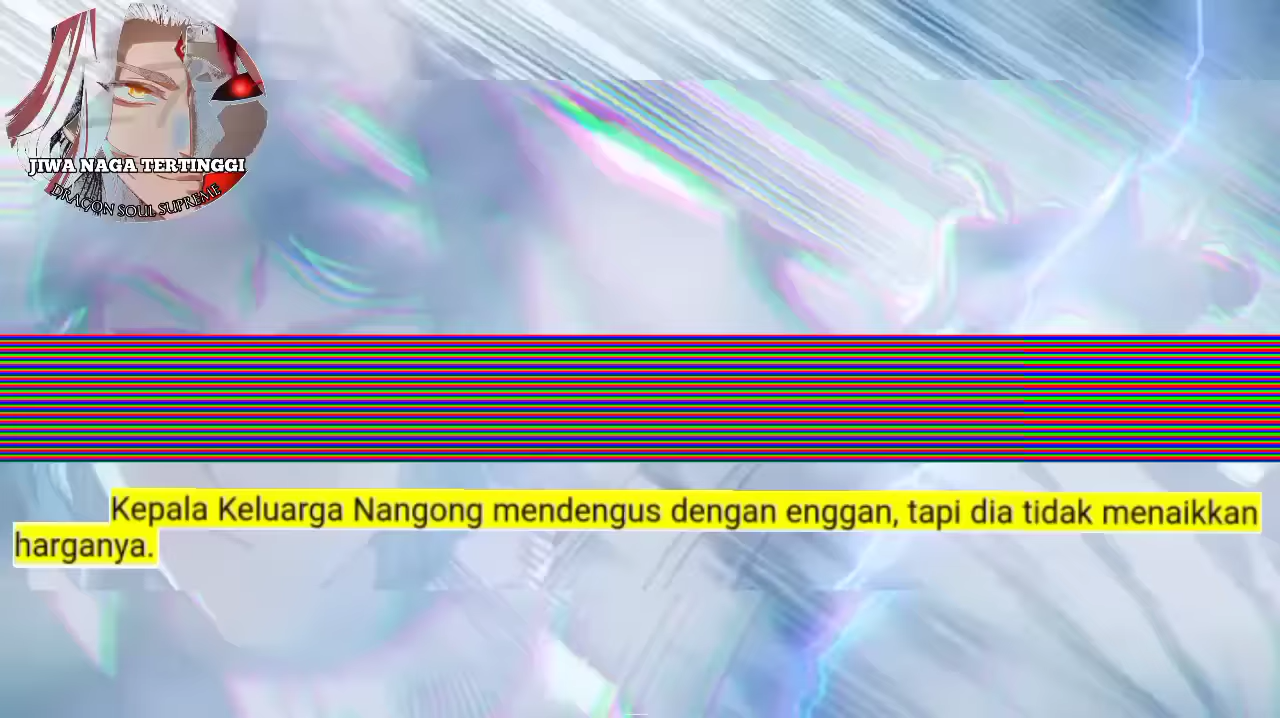 JIWA NAGA TERTINGGI
DRAGON SOUL SUPREME
Kepala Keluarga Nangong mendengus dengan enggan, tapi dia tidak menaikkan
harganya.